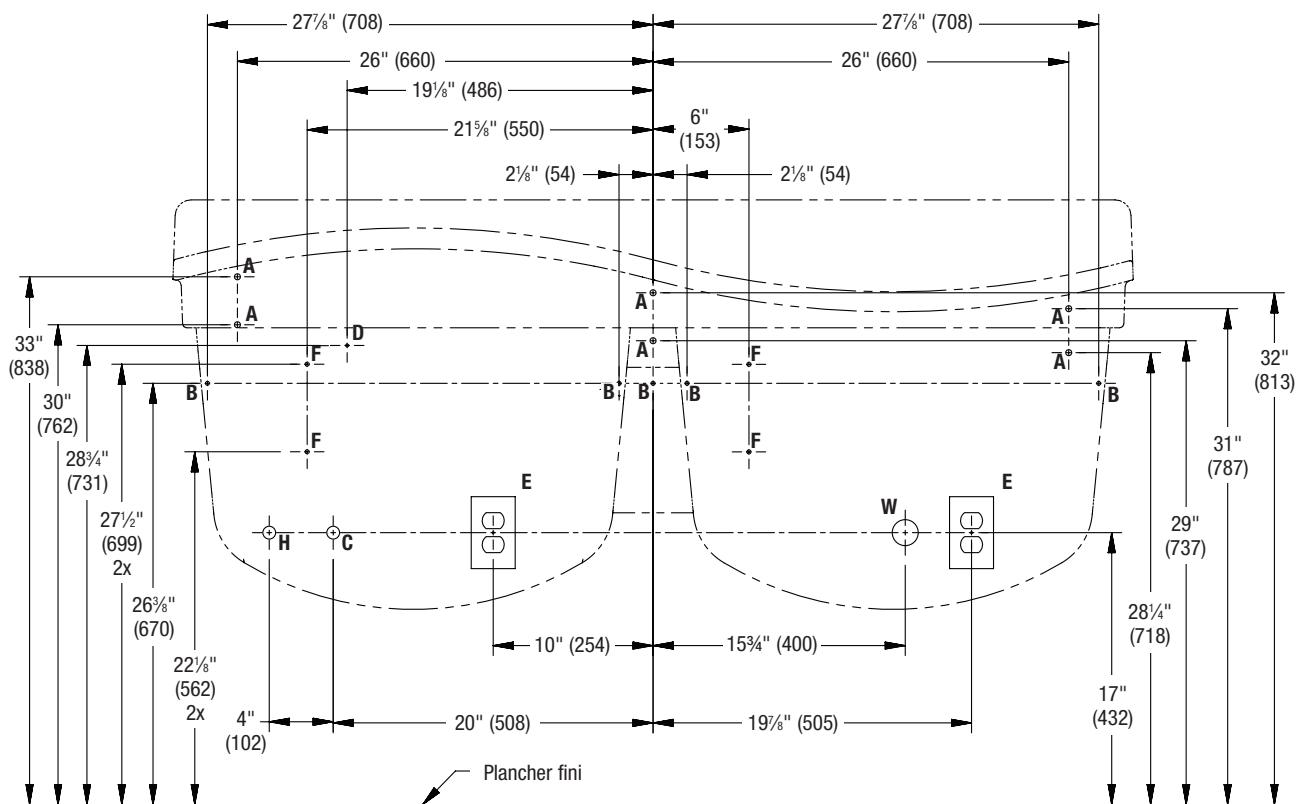 27⅞" (708)
27⅞" (708)
26" (660)
26" (660)
19⅛" (486)
21⅝" (550)
6"
(153)
2⅛" (54)
2⅛" (54)
A
A
A
A
D
A
A
33"
(838)
F
F
32"
(813)
B
B
B
B
B
30"
(762)
31"
(787)
F
F
28¾"
(731)
E
E
W
27½"
(699)
2x
29"
(737)
H
C
26⅜"
(670)
28¼"
(718)
10" (254)
15¾" (400)
22⅛"
(562)
2x
17"
(432)
4"
(102)
20" (508)
19⅞" (505)
Plancher fini